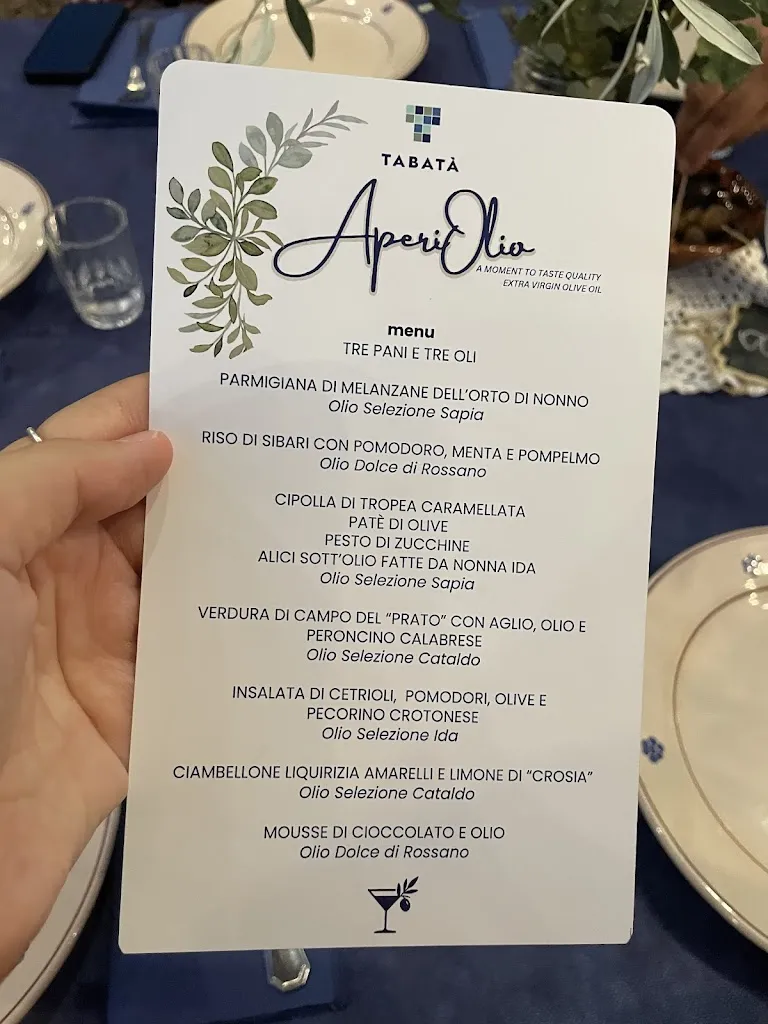 TABATÀ
AperiOlio
A MOMENT TO TASTE QUALITY
EXTRA VIRGIN OLIVE OIL
menu
TRE PANI E TRE OLI
PARMIGIANA DI MELANZANE DELL'ORTO DI NONNO
Olio Selezione Sapia
RISO DI SIBARI CON POMODORO, MENTA E POMPELMO
Olio Dolce di Rossano
CIPOLLA DI TROPEA CARAMELLATA
PATÈ DI OLIVE
PESTO DI ZUCCHINE
ALICI SOTT'OLIO FATTE DA NONNA IDA
Olio Selezione Sapia
VERDURA DI CAMPO DEL "PRATO" CON AGLIO, OLIO E
PERONCINO CALABRESE
Olio Selezione Cataldo
INSALATA DI CETRIOLI, POMODORI, OLIVE E
PECORINO CROTONESE
Olio Selezione Ida
CIAMBELLONE LIQUIRIZIA AMARELLI E LIMONE DI "CROSIA"
Olio Selezione Cataldo
MOUSSE DI CIOCCOLATO E OLIO
Olio Dolce di Rossano